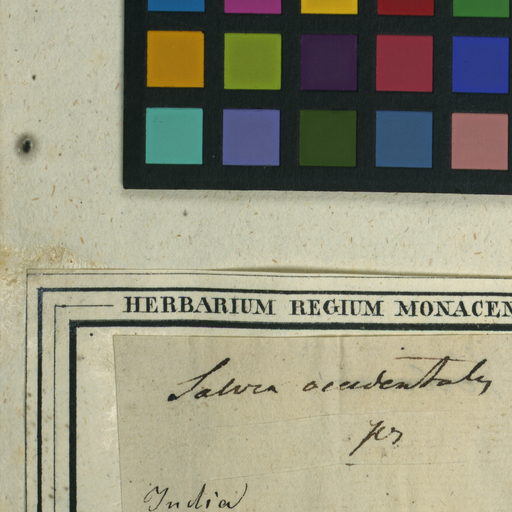 HERBARIUM REGIUM MONACEN
Salvia occidentalis
India